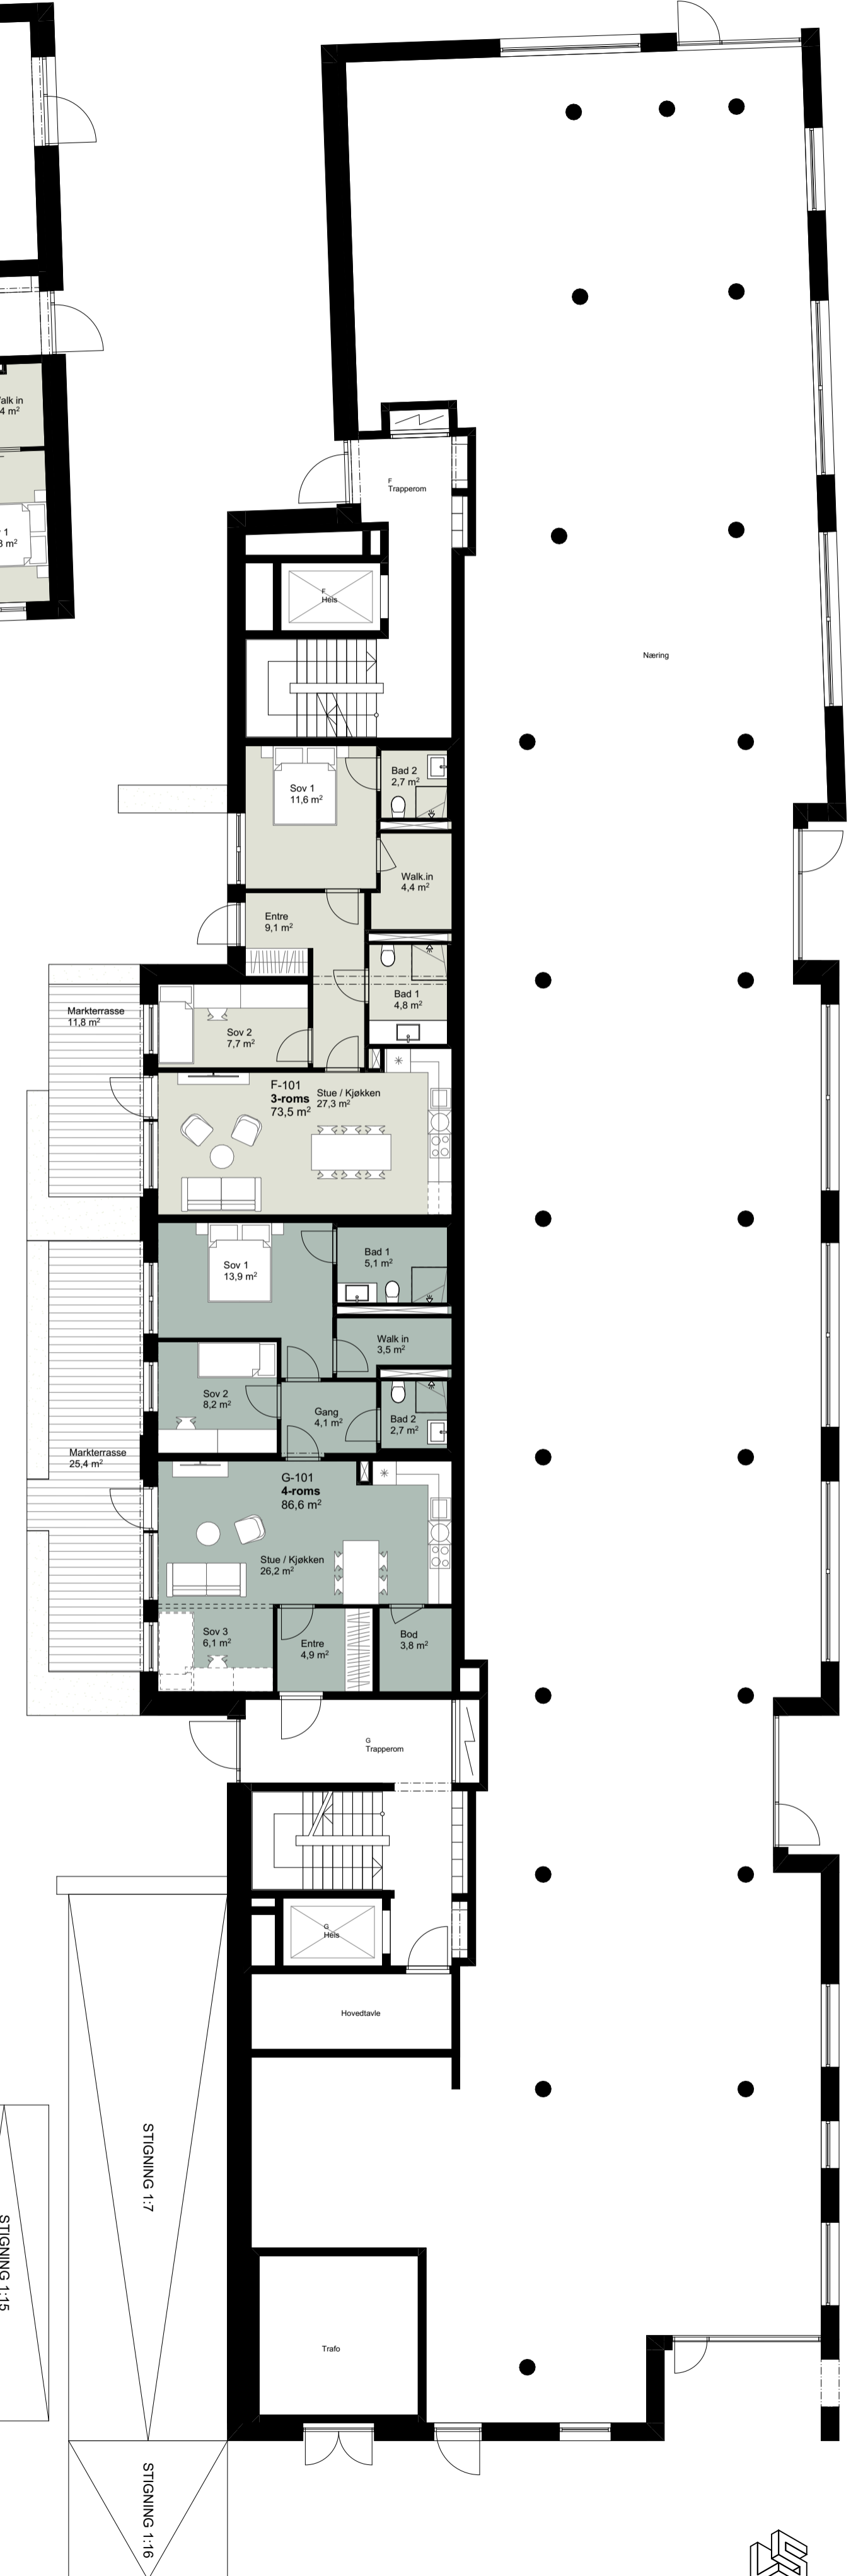 F
Trapperom
alk in
4 m²
1
m²
F
Heis
Næring
Bad 2
2,7 m²
Sov 1
11,6 m²
Walk.in
4,4 m²
Entre
9,1 m²
Bad 1
4,8 m²
Markterrasse
11,8 m²
Sov 2
7,7 m²
F-101
3-roms
73,5 m²
Stue / Kjøkken
27,3 m²
Sov 1
13,9 m²
Bad 1
5,1 m²
Walk in
3,5 m²
Sov 2
8,2 m²
Gang
4,1 m²
Bad 2
2,7 m²
Markterrasse
25,4 m²
G-101
4-roms
86,6 m²
Stue / Kjøkken
26,2 m²
Sov 3
6,1 m²
Entre
4,9 m²
Bod
3,8 m²
G
Trapperom
G
Heis
Hovedtavle
STIGNING 1:7
STIGNING 1:15
Trafo
STIGNING 1:16